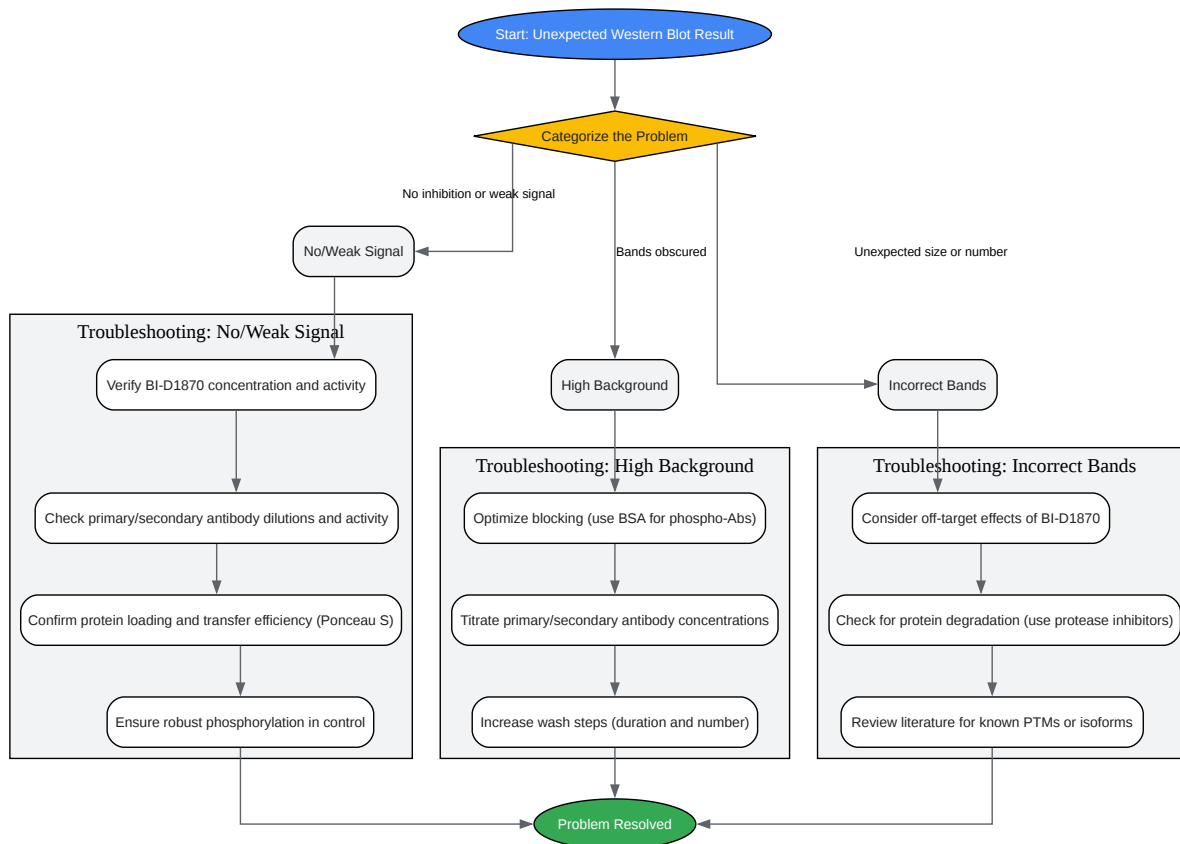 Start: Unexpected Western Blot Result
Categorize the Problem
No inhibition or weak signal
Bands obscured
Unexpected size or number
No/Weak Signal
High Background
Incorrect Bands
Troubleshooting: No/Weak Signal
Verify BI-D1870 concentration and activity
Check primary/secondary antibody dilutions and activity
Confirm protein loading and transfer efficiency (Ponceau S)
Ensure robust phosphorylation in control
Troubleshooting: High Background
Optimize blocking (use BSA for phospho-Abs)
Titrate primary/secondary antibody concentrations
Increase wash steps (duration and number)
Troubleshooting: Incorrect Bands
Consider off-target effects of BI-D1870
Check for protein degradation (use protease inhibitors)
Review literature for known PTMs or isoforms
Problem Resolved